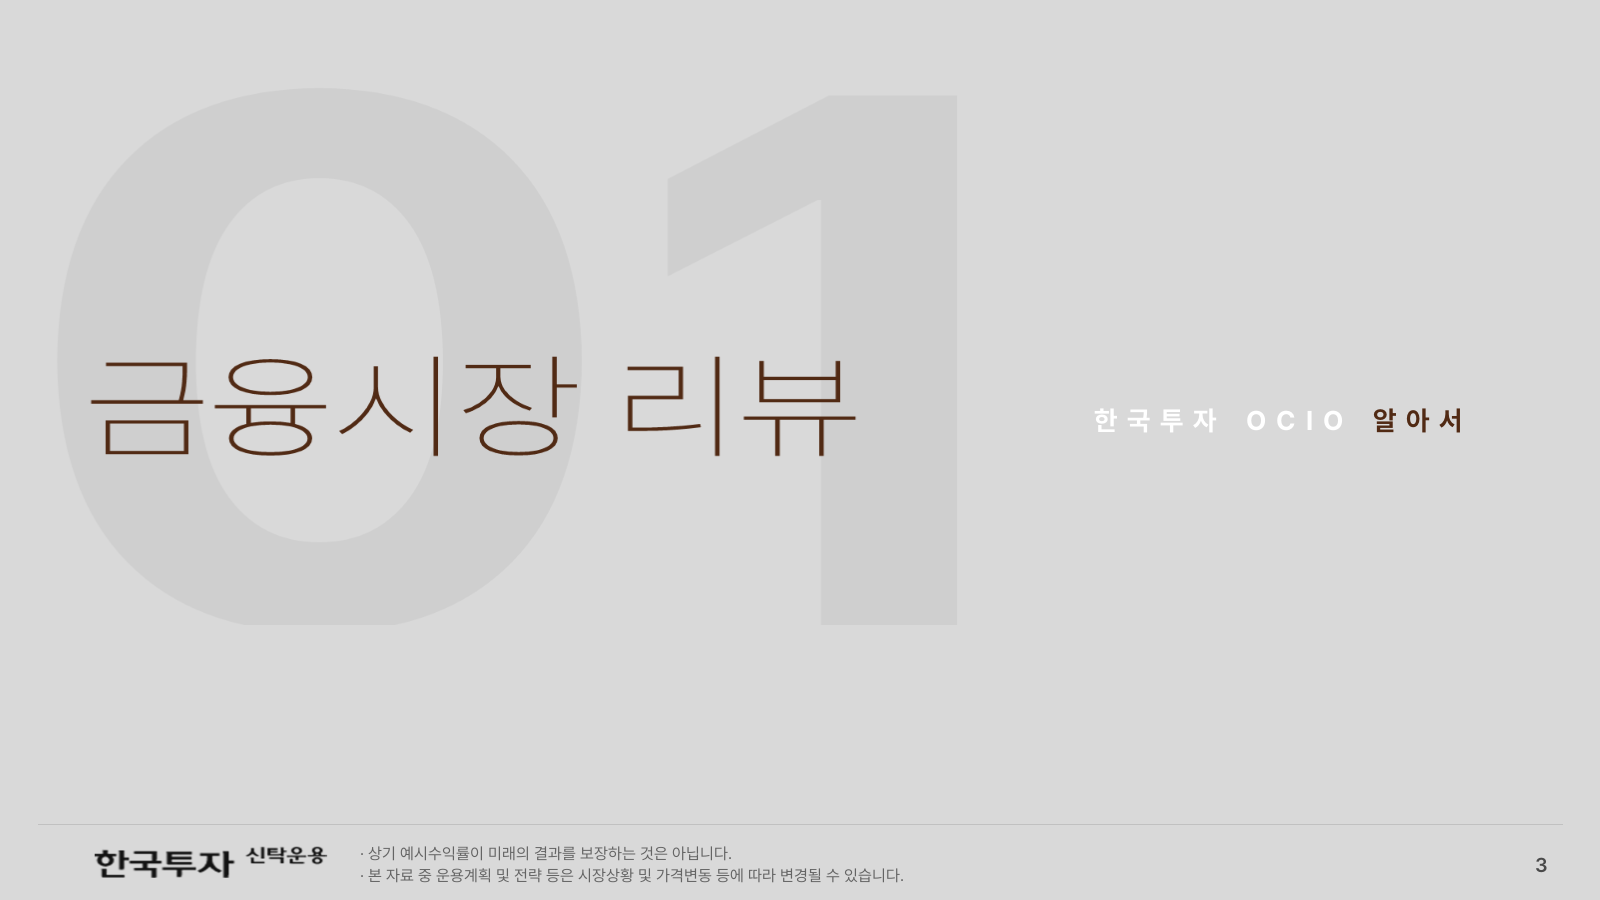 01
금융시장 리뷰
한국투자 OCIO 알아서
한국투자 신탁운용
· 상기 예시수익률이 미래의 결과를 보장하는 것은 아닙니다.
· 본 자료 중 운용계획 및 전략 등은 시장상황 및 가격변동 등에 따라 변경될 수 있습니다.
3